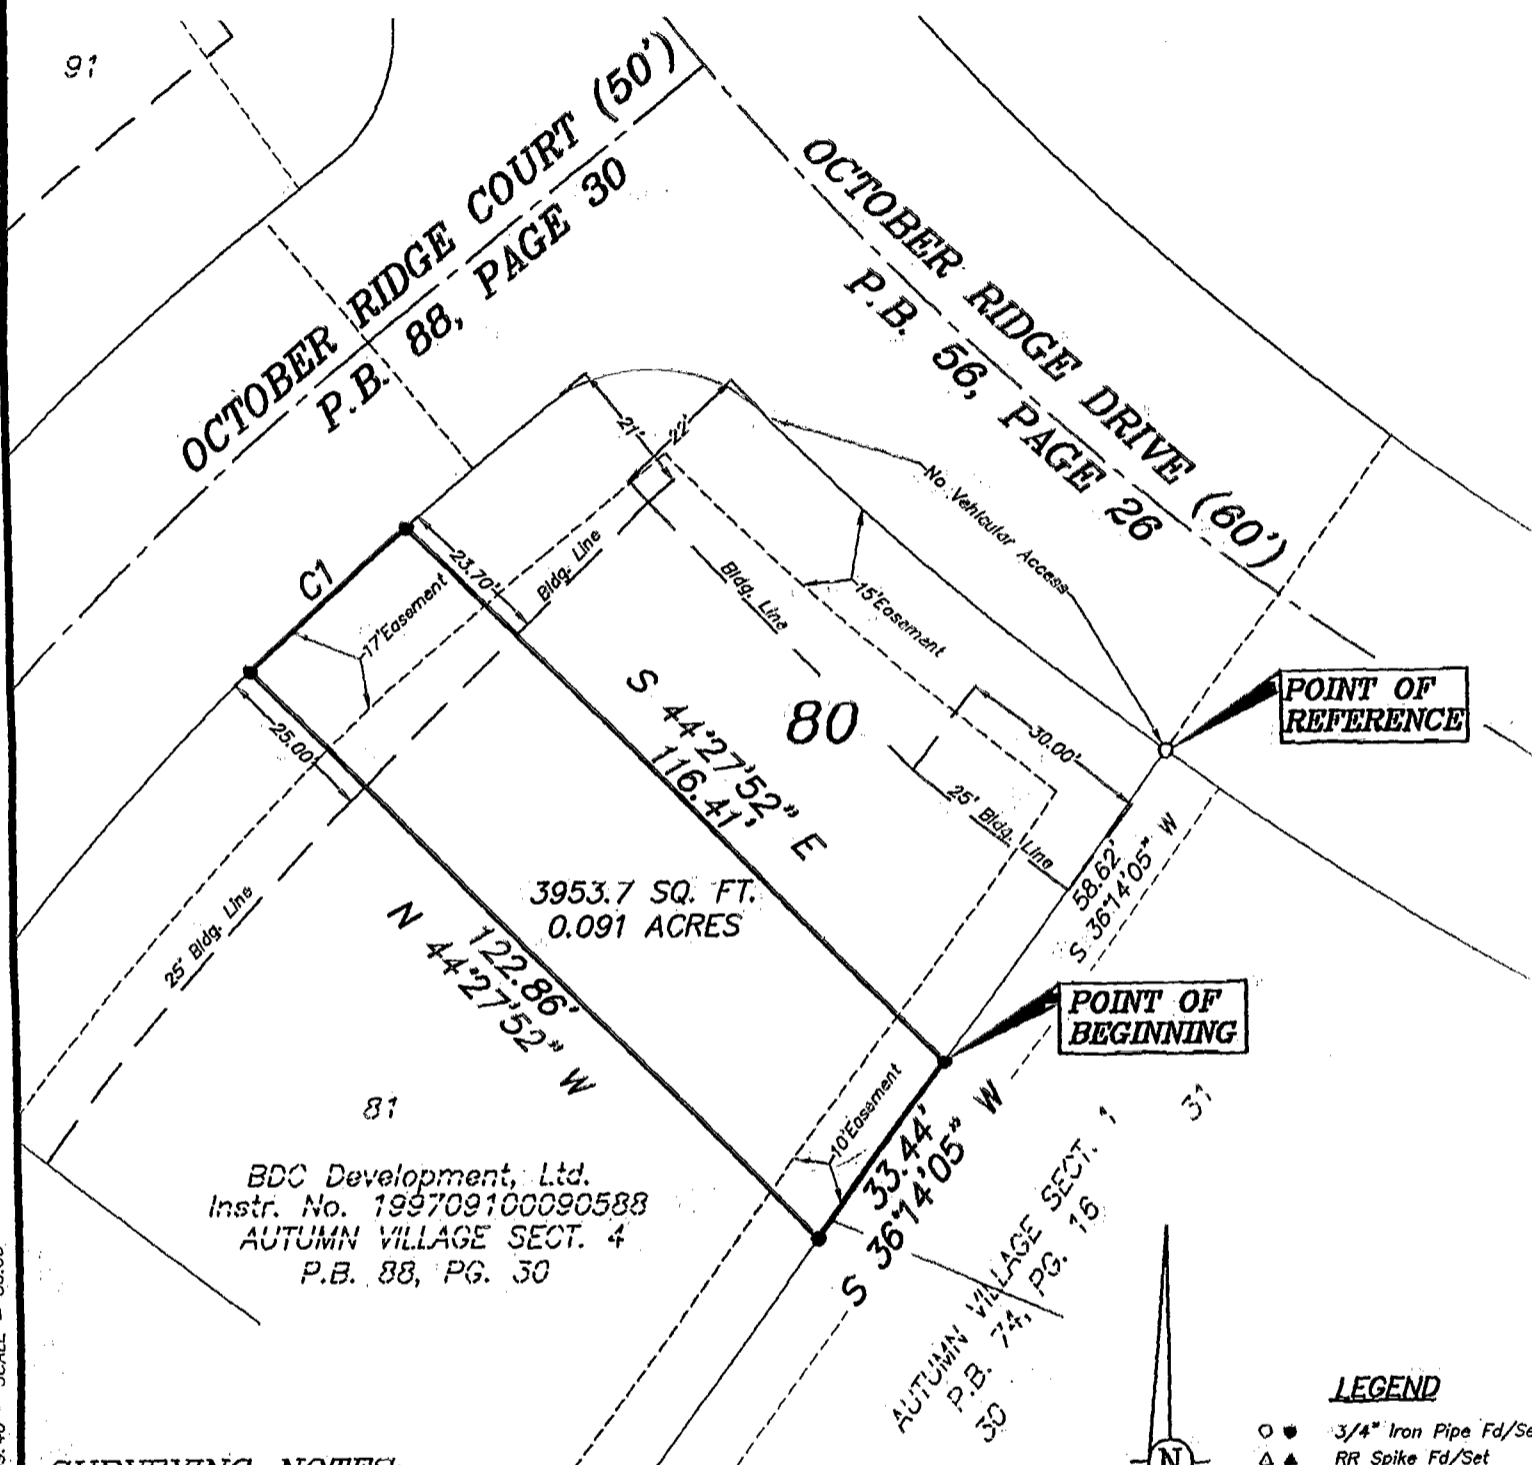 91
OCTOBER RIDGE COURT (50')
P.B. 88, PAGE 30
OCTOBER RIDGE DRIVE (60')
P.B. 56, PAGE 26
21'
22'
No Vehicular Access
C1
23.70'
17' Easement
Bldg. Line
Bldg. Line
15' Easement
POINT OF
REFERENCE
80
S 44°27'52" E
116.41'
25.00'
30.00'
25' Bldg. Line
58.62'
S 36°14'05" W
3953.7 SQ. FT.
0.091 ACRES
25' Bldg. Line
122.86'
N 44°27'52" W
POINT OF
BEGINNING
10' Easement
33.44'
S 36°14'05" W
81
BDC Development, Ltd.
Instr. No. 199709100090588
AUTUMN VILLAGE SECT. 4
P.B. 88, PG. 30
31
AUTUMN VILLAGE SECT. 1
P.B. 74, PG. 16
30
LEGEND
3/4" Iron Pipe Fd/Se
RR Spike Fd/Set
N
SURVEYING NOTES